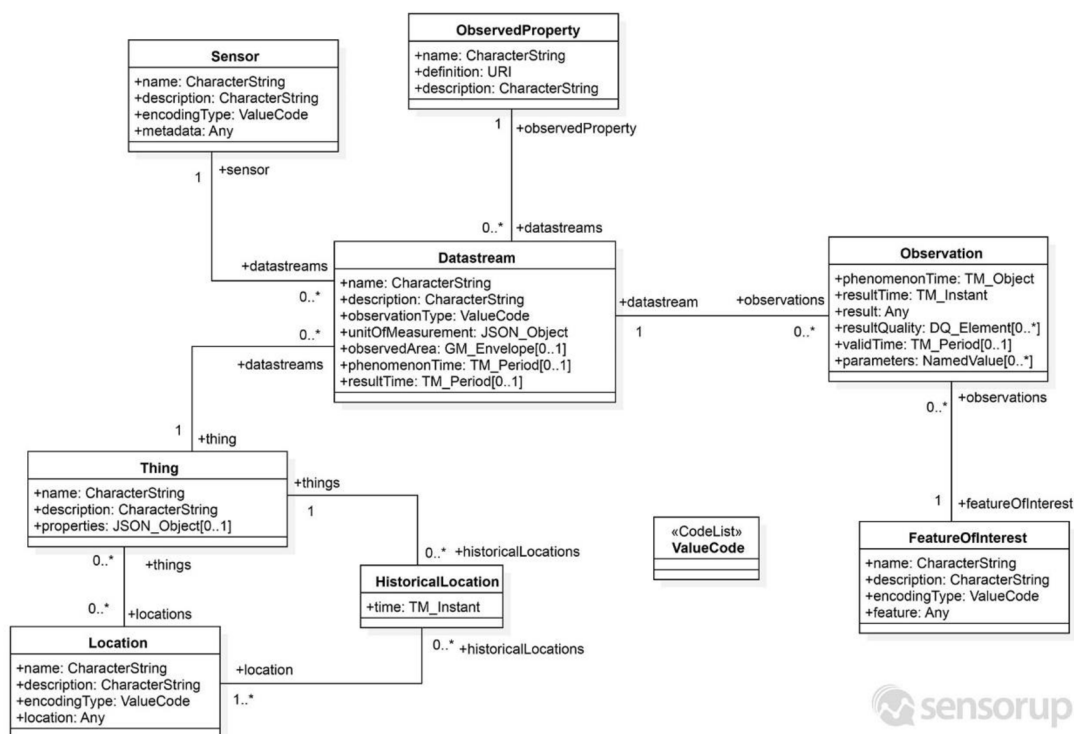 ObservedProperty
+name: CharacterString
+definition: URI
+description: CharacterString
1
+observedProperty
Sensor
+name: CharacterString
+description: CharacterString
+encodingType: ValueCode
+metadata: Any
1
+sensor
0..*
+datastreams
+datastreams
0..*
Datastream
+name: CharacterString
+description: CharacterString
+observationType: ValueCode
+unitOfMeasurement: JSON_Object
+observedArea: GM_Envelope[0..1]
+phenomenonTime: TM_Period[0..1]
+resultTime: TM_Period[0..1]
+datastream
1
+observations
0..*
Observation
+phenomenonTime: TM_Object
+resultTime: TM_Instant
+result: Any
+resultQuality: DQ_Element[0..*]
+validTime: TM_Period[0..1]
+parameters: NamedValue[0..*]
0..*
+datastreams
1
+thing
+observations
0..*
1
+featureOfInterest
Thing
+name: CharacterString
+description: CharacterString
+properties: JSON_Object[0..1]
+things
1
0..*
+historicalLocations
0..*
+things
0..*
+locations
HistoricalLocation
+time: TM_Instant
0..*
+historicalLocations
«CodeList»
ValueCode
FeatureOfInterest
+name: CharacterString
+description: CharacterString
+encodingType: ValueCode
+feature: Any
Location
+name: CharacterString
+description: CharacterString
+encodingType: ValueCode
+location: Any
+location
1..*
sensorup